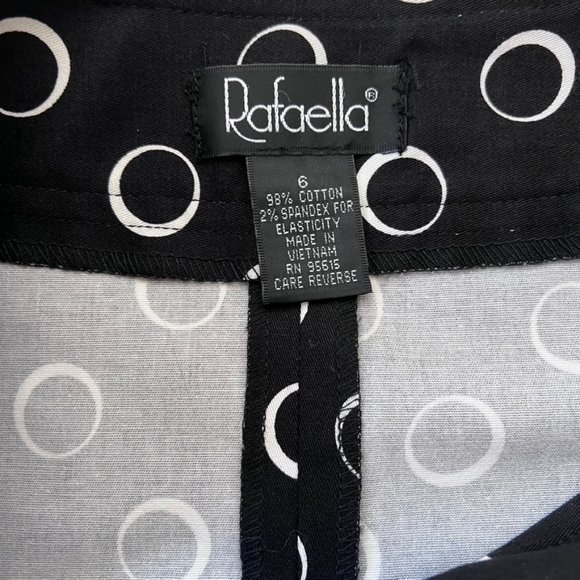 Rafaella®
6
98% COTTON
2% SPANDEX FOR
ELASTICITY
MADE IN
VIETNAM
RN 95615
CARE REVERSE